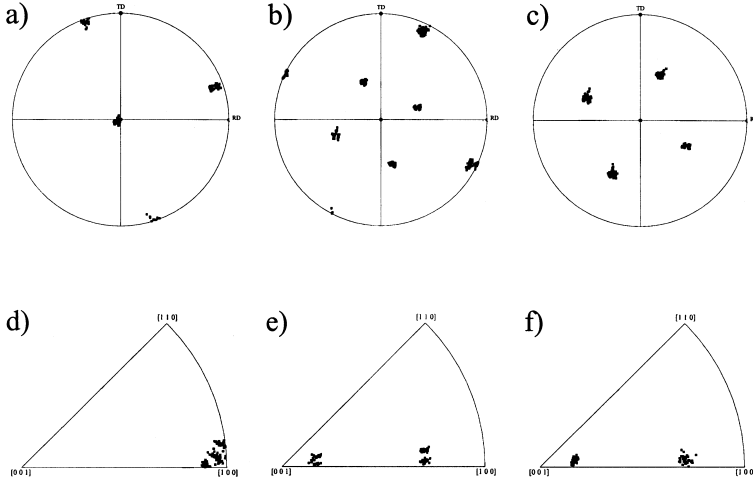 a)
TD
RD
b)
TD
RD
c)
TD
R
d)
[1 1 0]
[0 0 1]
[1 0 0]
e)
[1 1 0]
[0 0 1]
[1 0 0]
f)
[1 1 0]
[0 0 1]
[1 0 0]